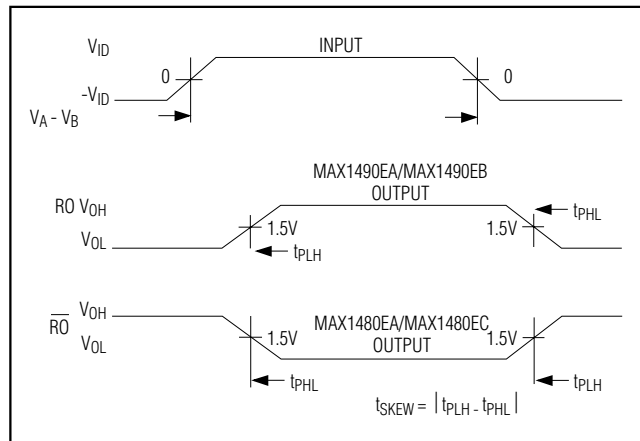 V_ID INPUT
0 0
-V_ID
V_A - V_B
MAX1490EA/MAX1490EB
OUTPUT
RO V_OH t_PHL
1.5V 1.5V
V_OL t_PLH
V_OH
R̅O̅ MAX1480EA/MAX1480EC
1.5V 1.5V
V_OL OUTPUT
t_PHL t_PLH
t_SKEW = | t_PLH - t_PHL |